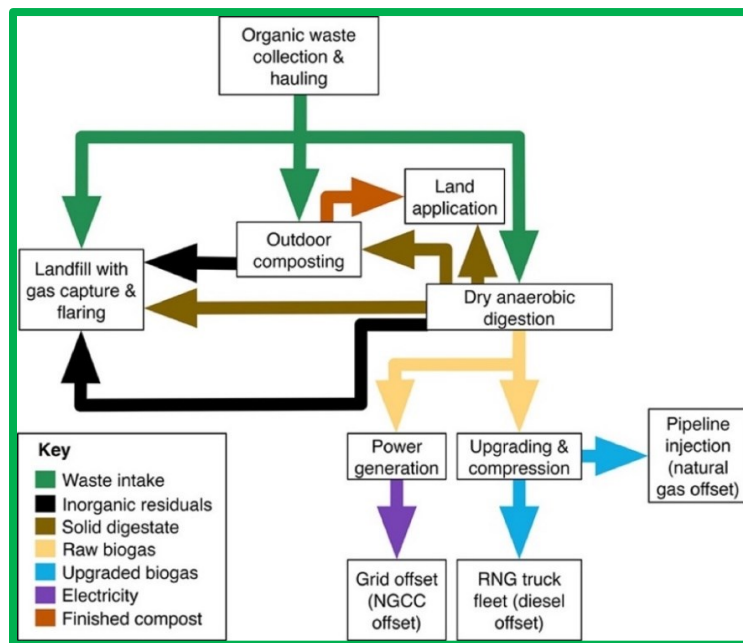 Organic waste
collection &
hauling
Land
application
Outdoor
composting
Landfill with
gas capture &
flaring
Dry anaerobic
digestion
Power
generation
Upgrading &
compression
Pipeline
injection
(natural
gas offset)
Grid offset
(NGCC
offset)
RNG truck
fleet (diesel
offset)
Key
Waste intake
Inorganic residuals
Solid digestate
Raw biogas
Upgraded biogas
Electricity
Finished compost